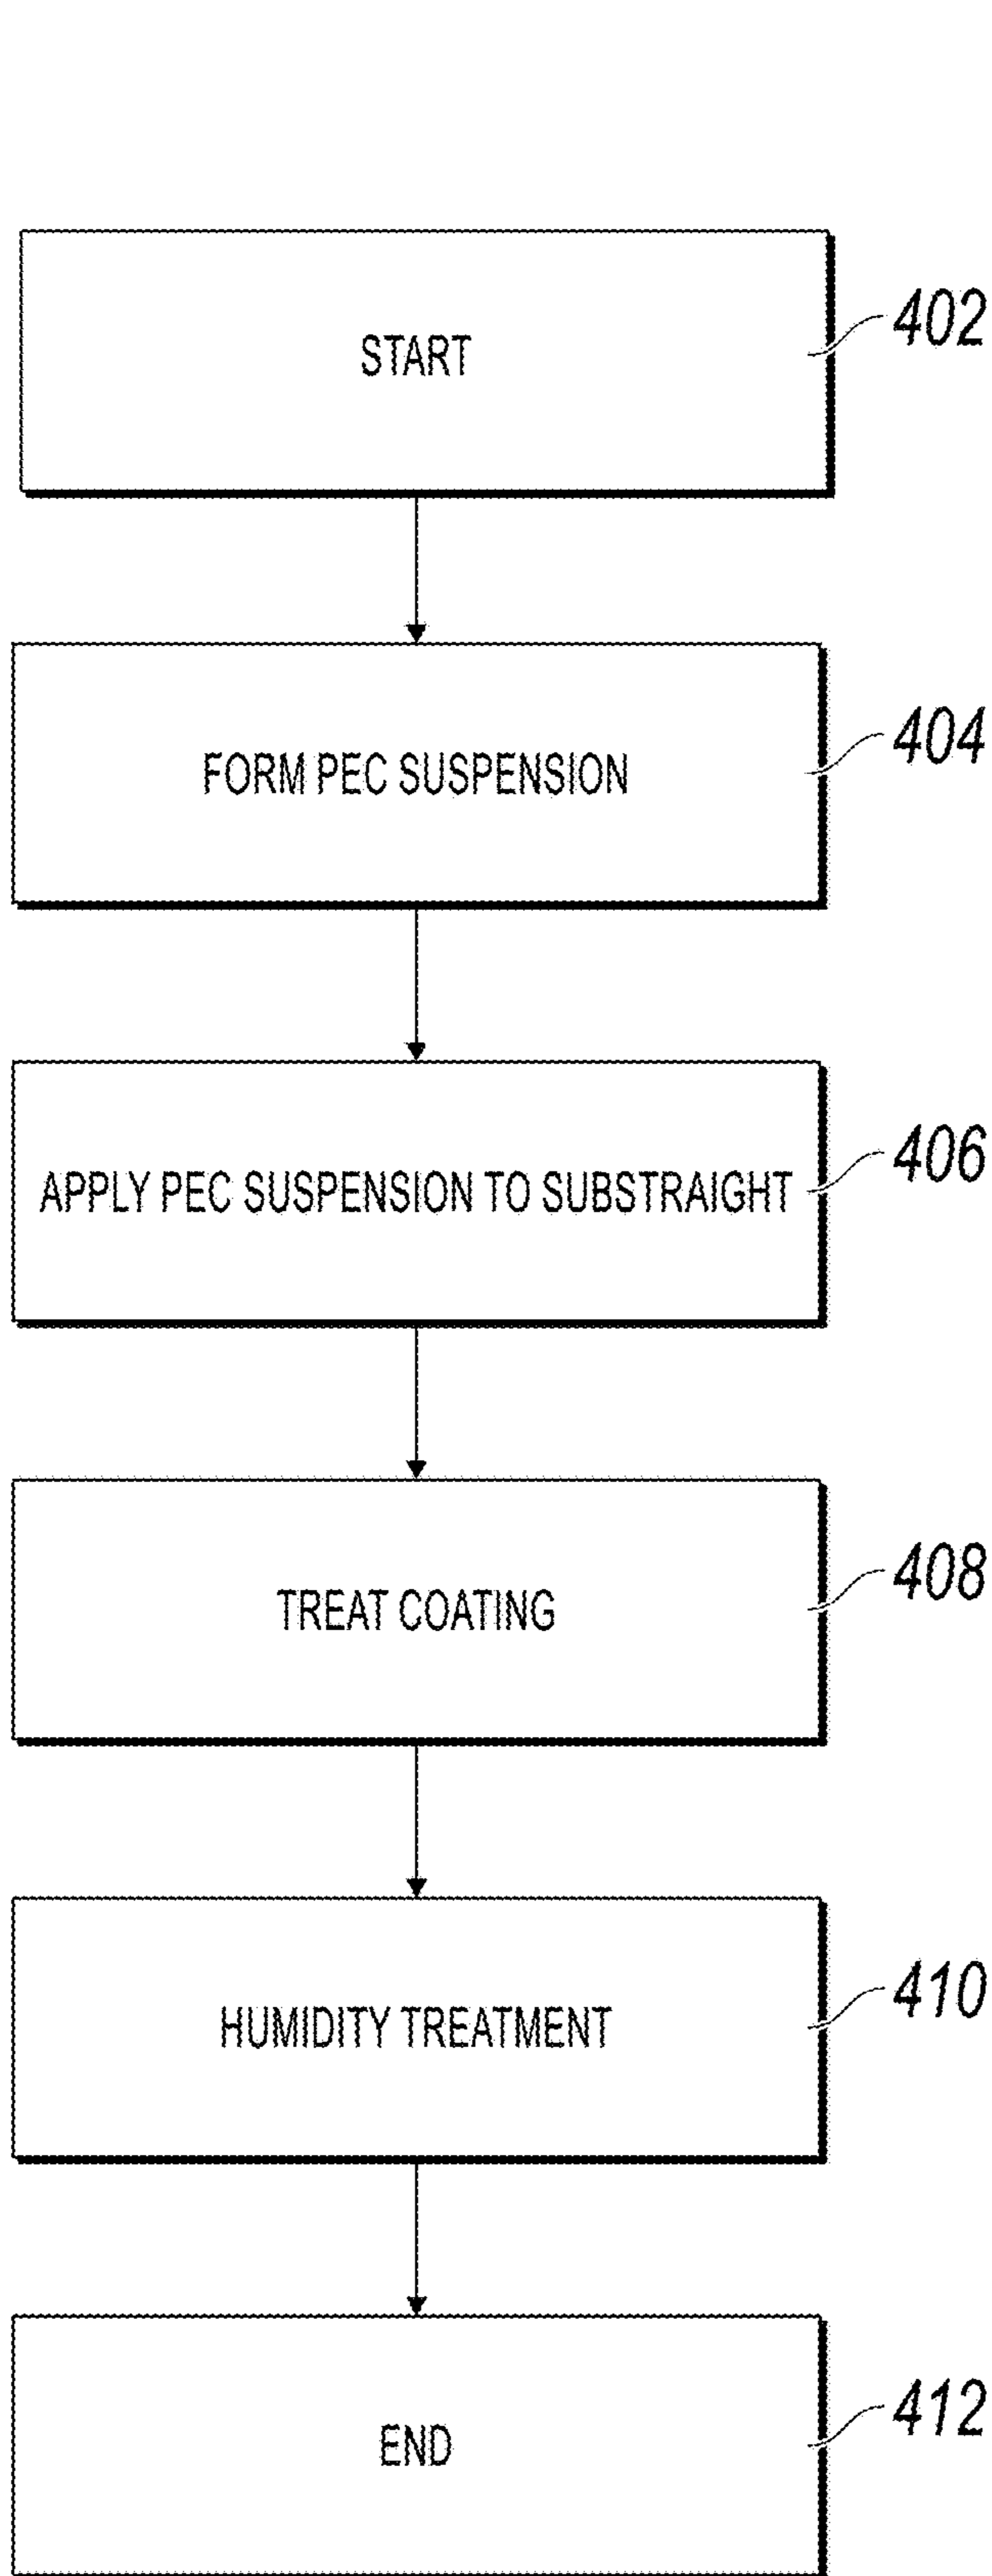 START
402
FORM PEC SUSPENSION
404
APPLY PEC SUSPENSION TO SUBSTRAIGHT
406
TREAT COATING
408
HUMIDITY TREATMENT
410
END
412